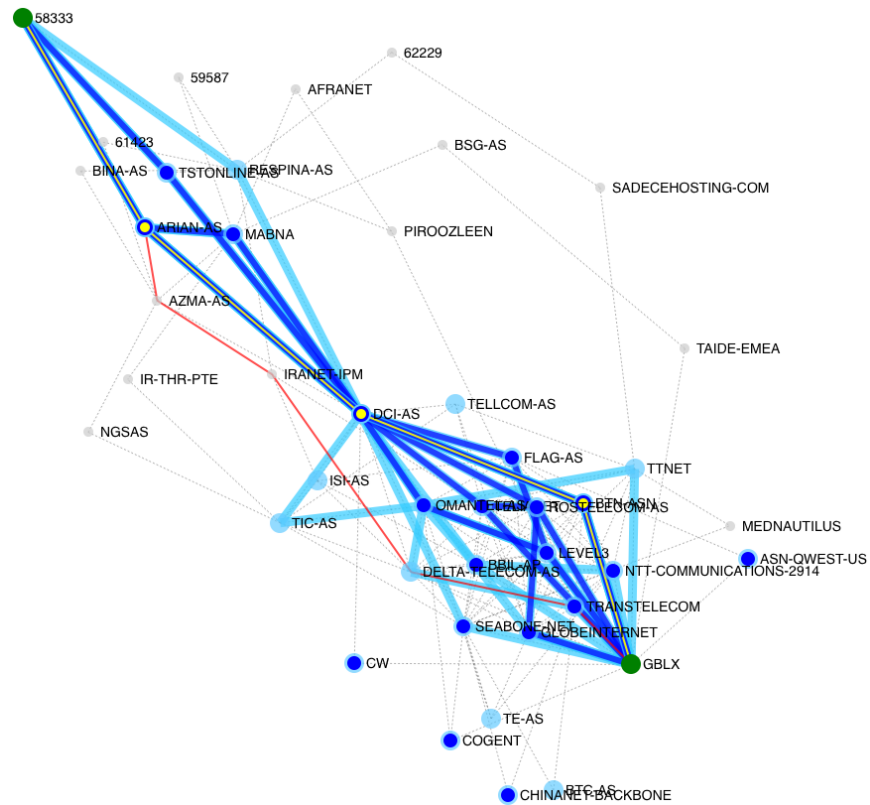 58333
62229
59587
AFRANET
61423
BSG-AS
BINA-AS
TSTONLINE-AS
RESPINA-AS
SADECEHOSTING-COM
ARIAN-AS
MABNA
PIROOZLEEN
AZMA-AS
TAIDE-EMEA
IRANET-IPM
IR-THR-PTE
TELLCOM-AS
DCI-AS
NGSAS
FLAG-AS
TTNET
ISI-AS
OMANTEL-AS
ROSTELECOM-AS
BTN-ASN
TIC-AS
MEDNAUTILUS
LEVEL3
ASN-QWEST-US
BBIL-AP
DELTA-TELECOM-AS
NTT-COMMUNICATIONS-2914
TRANSTELECOM
SEABONE-NET
GLOBEINTERNET
CW
GBLX
TE-AS
COGENT
CHINANET-BACKBONE